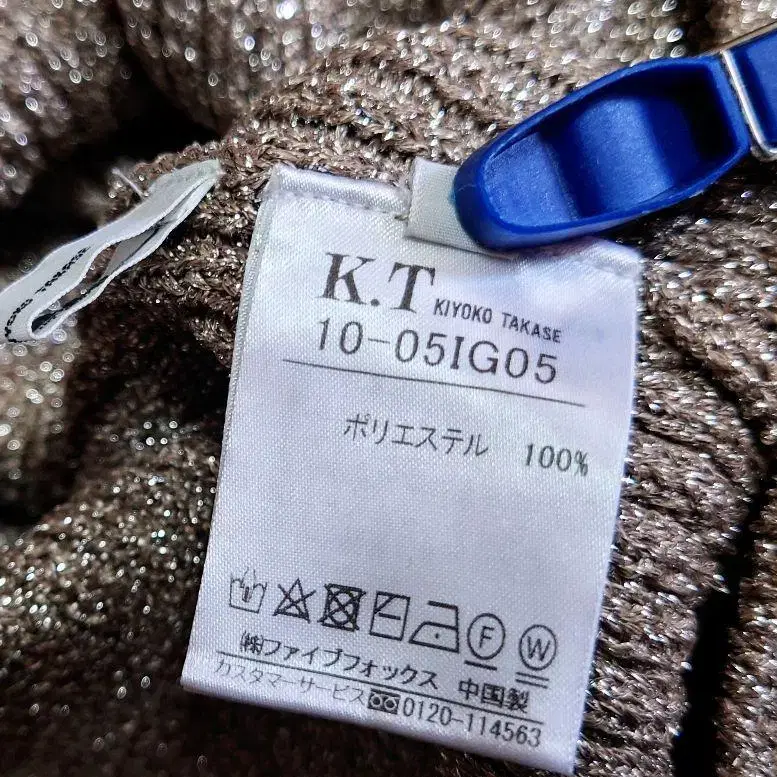 K.T KIYOKO TAKASE
10-05IG05
ポリエステル 100%
F W
(株)ファイブフォックス 中国製
カスタマーサービス 0120-114563